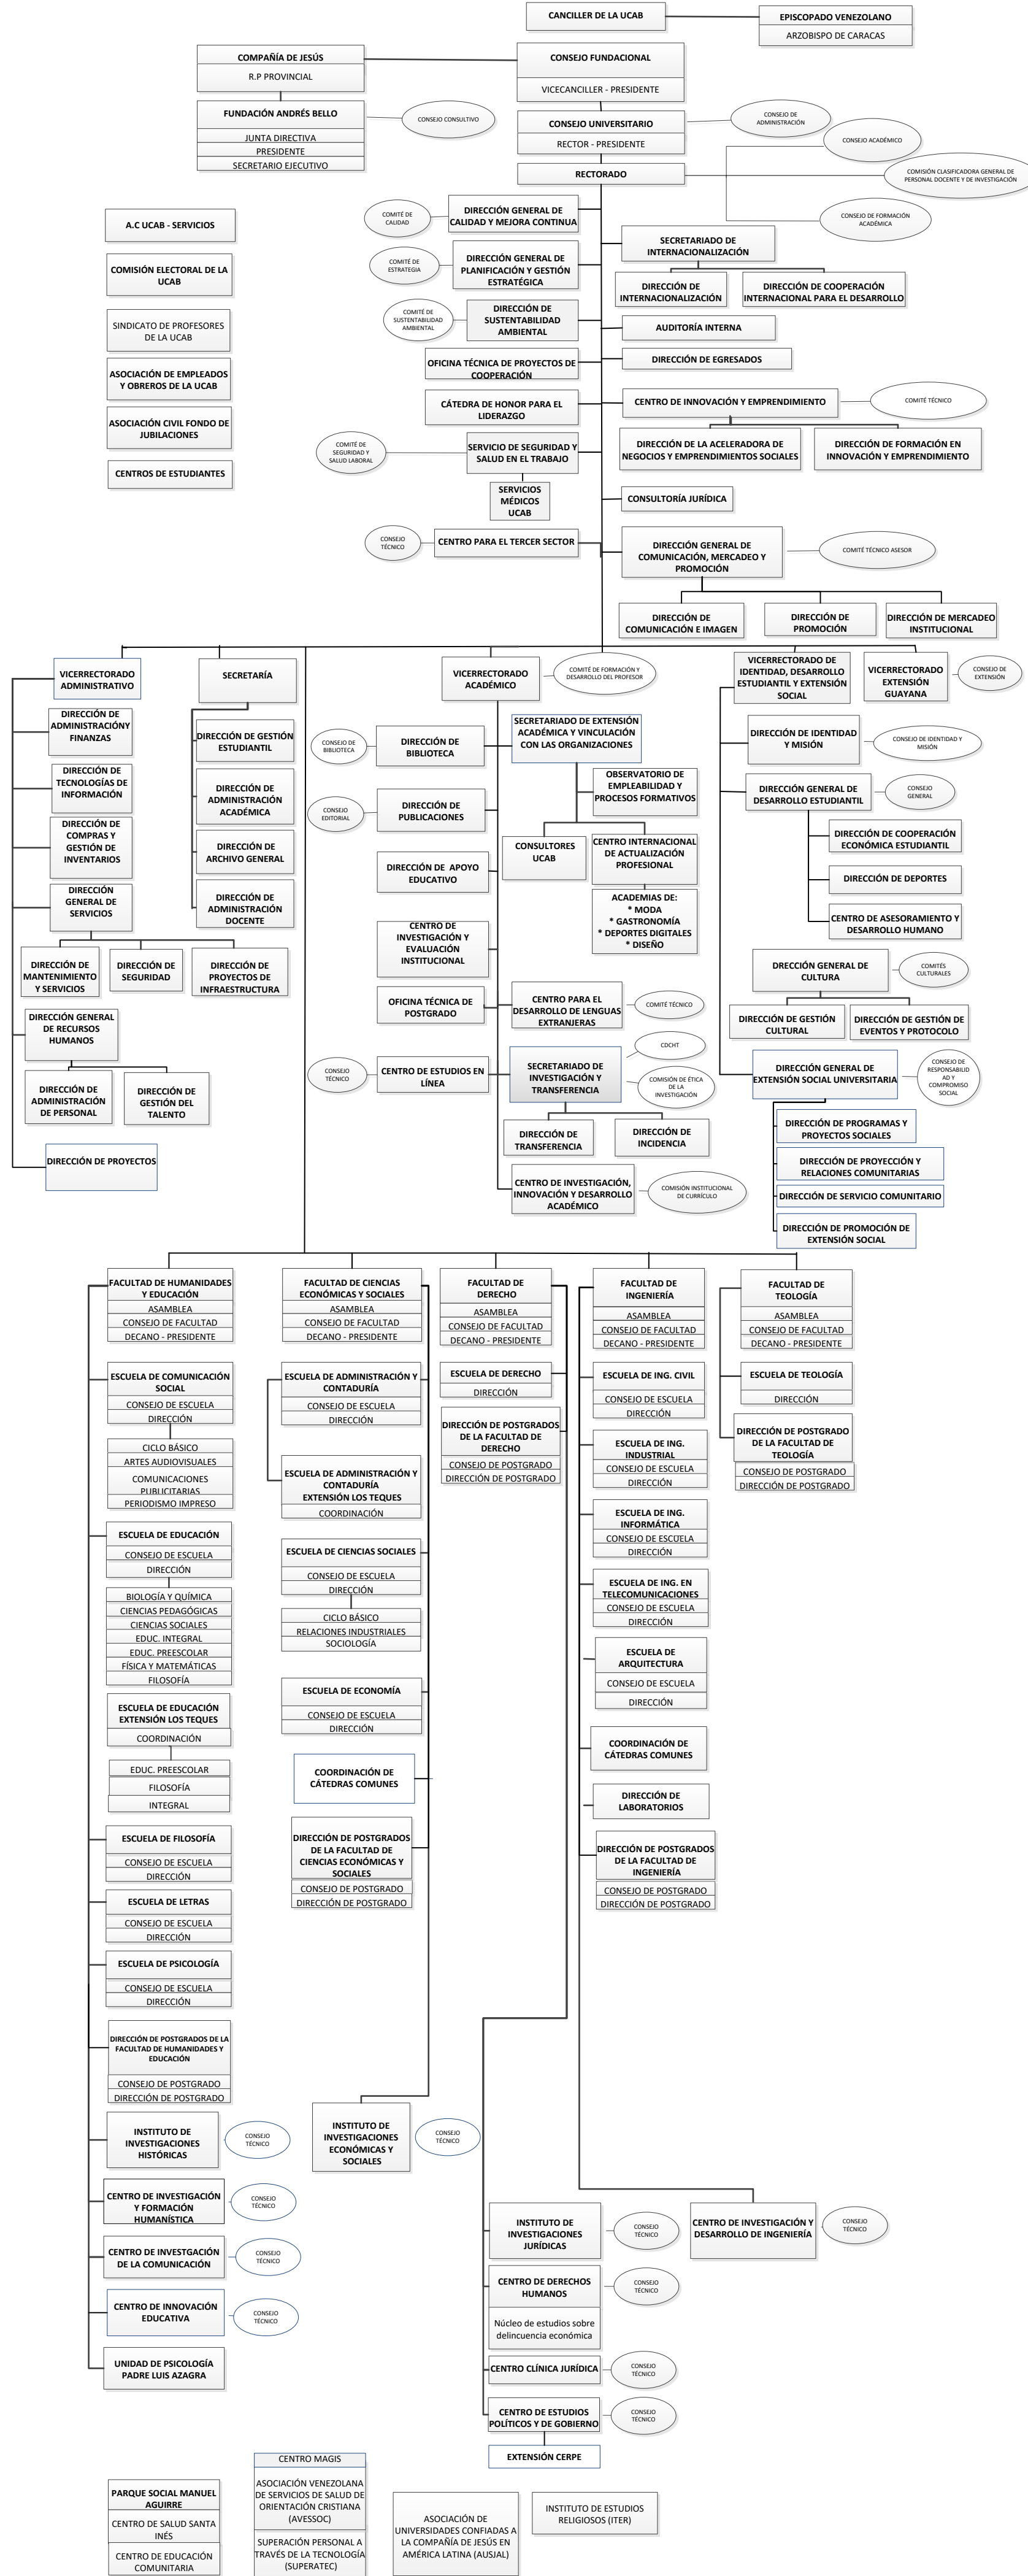 CANCILLER DE LA UCAB
EPISCOPADO VENEZOLANO
ARZOBISPO DE CARACAS
COMPAÑÍA DE JESÚS
R.P PROVINCIAL
CONSEJO FUNDACIONAL
VICECANCILLER - PRESIDENTE
FUNDACIÓN ANDRÉS BELLO
JUNTA DIRECTIVA
PRESIDENTE
SECRETARIO EJECUTIVO
CONSEJO CONSULTIVO
CONSEJO UNIVERSITARIO
RECTOR - PRESIDENTE
CONSEJO DE
ADMINISTRACIÓN
CONSEJO ACADÉMICO
RECTORADO
COMISIÓN CLASIFICADORA GENERAL DE
PERSONAL DOCENTE Y DE INVESTIGACIÓN
CONSEJO DE FORMACIÓN
ACADÉMICA
A.C UCAB - SERVICIOS
COMISIÓN ELECTORAL DE LA
UCAB
SINDICATO DE PROFESORES
DE LA UCAB
ASOCIACIÓN DE EMPLEADOS
Y OBREROS DE LA UCAB
ASOCIACIÓN CIVIL FONDO DE
JUBILACIONES
CENTROS DE ESTUDIANTES
COMITÉ DE
CALIDAD
DIRECCIÓN GENERAL DE
CALIDAD Y MEJORA CONTINUA
COMITÉ DE
ESTRATEGIA
DIRECCIÓN GENERAL DE
PLANIFICACIÓN Y GESTIÓN
ESTRATÉGICA
COMITÉ DE
SUSTENTABILIDAD
AMBIENTAL
DIRECCIÓN DE
SUSTENTABILIDAD
AMBIENTAL
OFICINA TÉCNICA DE PROYECTOS DE
COOPERACIÓN
CÁTEDRA DE HONOR PARA EL
LIDERAZGO
COMITÉ DE
SEGURIDAD Y
SALUD LABORAL
SERVICIO DE SEGURIDAD Y
SALUD EN EL TRABAJO
SERVICIOS
MÉDICOS
UCAB
CONSEJO
TÉCNICO
CENTRO PARA EL TERCER SECTOR
SECRETARIADO DE
INTERNACIONALIZACIÓN
DIRECCIÓN DE
INTERNACIONALIZACIÓN
DIRECCIÓN DE COOPERACIÓN
INTERNACIONAL PARA EL DESARROLLO
AUDITORÍA INTERNA
DIRECCIÓN DE EGRESADOS
CENTRO DE INNOVACIÓN Y EMPRENDIMIENTO
COMITÉ TÉCNICO
DIRECCIÓN DE LA ACELERADORA DE
NEGOCIOS Y EMPRENDIMIENTOS SOCIALES
DIRECCIÓN DE FORMACIÓN EN
INNOVACIÓN Y EMPRENDIMIENTO
CONSULTORÍA JURÍDICA
DIRECCIÓN GENERAL DE
COMUNICACIÓN, MERCADEO Y
PROMOCIÓN
COMITÉ TÉCNICO ASESOR
DIRECCIÓN DE
COMUNICACIÓN E IMAGEN
DIRECCIÓN DE
PROMOCIÓN
DIRECCIÓN DE MERCADEO
INSTITUCIONAL
VICERRECTORADO
ADMINISTRATIVO
DIRECCIÓN DE
ADMINISTRACIÓNY
FINANZAS
DIRECCIÓN DE
TECNOLOGÍAS DE
INFORMACIÓN
DIRECCIÓN DE
COMPRAS Y
GESTIÓN DE
INVENTARIOS
DIRECCIÓN
GENERAL DE
SERVICIOS
DIRECCIÓN DE
MANTENIMIENTO
Y SERVICIOS
DIRECCIÓN DE
SEGURIDAD
DIRECCIÓN DE
PROYECTOS DE
INFRAESTRUCTURA
DIRECCIÓN GENERAL
DE RECURSOS
HUMANOS
DIRECCIÓN DE
ADMINISTRACIÓN
DE PERSONAL
DIRECCIÓN DE
GESTIÓN DEL
TALENTO
DIRECCIÓN DE PROYECTOS
SECRETARÍA
DIRECCIÓN DE GESTIÓN
ESTUDIANTIL
DIRECCIÓN DE
ADMINISTRACIÓN
ACADÉMICA
DIRECCIÓN DE
ARCHIVO GENERAL
DIRECCIÓN DE
ADMINISTRACIÓN
DOCENTE
VICERRECTORADO
ACADÉMICO
COMITÉ DE FORMACIÓN Y
DESARROLLO DEL PROFESOR
CONSEJO DE
BIBLIOTECA
DIRECCIÓN DE
BIBLIOTECA
CONSEJO
EDITORIAL
DIRECCIÓN DE
PUBLICACIONES
DIRECCIÓN DE APOYO
EDUCATIVO
CENTRO DE
INVESTIGACIÓN Y
EVALUACIÓN
INSTITUCIONAL
OFICINA TÉCNICA DE
POSTGRADO
CONSEJO
TÉCNICO
CENTRO DE ESTUDIOS EN
LÍNEA
SECRETARIADO DE EXTENSIÓN
ACADÉMICA Y VINCULACIÓN
CON LAS ORGANIZACIONES
OBSERVATORIO DE
EMPLEABILIDAD Y
PROCESOS FORMATIVOS
CONSULTORES
UCAB
CENTRO INTERNACIONAL
DE ACTUALIZACIÓN
PROFESIONAL
ACADEMIAS DE:
* MODA
* GASTRONOMÍA
* DEPORTES DIGITALES
* DISEÑO
CENTRO PARA EL
DESARROLLO DE LENGUAS
EXTRANJERAS
COMITÉ TÉCNICO
CDCHT
SECRETARIADO DE
INVESTIGACIÓN Y
TRANSFERENCIA
COMISIÓN DE ÉTICA
DE LA
INVESTIGACIÓN
DIRECCIÓN DE
TRANSFERENCIA
DIRECCIÓN DE
INCIDENCIA
CENTRO DE INVESTIGACIÓN,
INNOVACIÓN Y DESARROLLO
ACADÉMICO
COMISIÓN INSTITUCIONAL
DE CURRÍCULO
VICERRECTORADO DE
IDENTIDAD, DESARROLLO
ESTUDIANTIL Y EXTENSIÓN
SOCIAL
VICERRECTORADO
EXTENSIÓN
GUAYANA
CONSEJO DE
EXTENSIÓN
DIRECCIÓN DE IDENTIDAD
Y MISIÓN
CONSEJO DE IDENTIDAD Y
MISIÓN
DIRECCIÓN GENERAL DE
DESARROLLO ESTUDIANTIL
CONSEJO
GENERAL
DIRECCIÓN DE COOPERACIÓN
ECONÓMICA ESTUDIANTIL
DIRECCIÓN DE DEPORTES
CENTRO DE ASESORAMIENTO Y
DESARROLLO HUMANO
DRECCIÓN GENERAL DE
CULTURA
COMITÉS
CULTURALES
DIRECCIÓN DE GESTIÓN
CULTURAL
DIRECCIÓN DE GESTIÓN DE
EVENTOS Y PROTOCOLO
DIRECCIÓN GENERAL DE
EXTENSIÓN SOCIAL UNIVERSITARIA
CONSEJO DE
RESPONSABILID
AD Y
COMPROMISO
SOCIAL
DIRECCIÓN DE PROGRAMAS Y
PROYECTOS SOCIALES
DIRECCIÓN DE PROYECCIÓN Y
RELACIONES COMUNITARIAS
DIRECCIÓN DE SERVICIO COMUNITARIO
DIRECCIÓN DE PROMOCIÓN DE
EXTENSIÓN SOCIAL
FACULTAD DE HUMANIDADES
Y EDUCACIÓN
ASAMBLEA
CONSEJO DE FACULTAD
DECANO - PRESIDENTE
ESCUELA DE COMUNICACIÓN
SOCIAL
CONSEJO DE ESCUELA
DIRECCIÓN
CICLO BÁSICO
ARTES AUDIOVISUALES
COMUNICACIONES
PUBLICITARIAS
PERIODISMO IMPRESO
ESCUELA DE EDUCACIÓN
CONSEJO DE ESCUELA
DIRECCIÓN
BIOLOGÍA Y QUÍMICA
CIENCIAS PEDAGÓGICAS
CIENCIAS SOCIALES
EDUC. INTEGRAL
EDUC. PREESCOLAR
FÍSICA Y MATEMÁTICAS
FILOSOFÍA
ESCUELA DE EDUCACIÓN
EXTENSIÓN LOS TEQUES
COORDINACIÓN
EDUC. PREESCOLAR
FILOSOFÍA
INTEGRAL
ESCUELA DE FILOSOFÍA
CONSEJO DE ESCUELA
DIRECCIÓN
ESCUELA DE LETRAS
CONSEJO DE ESCUELA
DIRECCIÓN
ESCUELA DE PSICOLOGÍA
CONSEJO DE ESCUELA
DIRECCIÓN
DIRECCIÓN DE POSTGRADOS DE LA
FACULTAD DE HUMANIDADES Y
EDUCACIÓN
CONSEJO DE POSTGRADO
DIRECCIÓN DE POSTGRADO
INSTITUTO DE
INVESTIGACIONES
HISTÓRICAS
CONSEJO
TÉCNICO
CENTRO DE INVESTIGACIÓN
Y FORMACIÓN
HUMANÍSTICA
CONSEJO
TÉCNICO
CENTRO DE INVESTGACIÓN
DE LA COMUNICACIÓN
CONSEJO
TÉCNICO
CENTRO DE INNOVACIÓN
EDUCATIVA
CONSEJO
TÉCNICO
UNIDAD DE PSICOLOGÍA
PADRE LUIS AZAGRA
FACULTAD DE CIENCIAS
ECONÓMICAS Y SOCIALES
ASAMBLEA
CONSEJO DE FACULTAD
DECANO - PRESIDENTE
ESCUELA DE ADMINISTRACIÓN Y
CONTADURÍA
CONSEJO DE ESCUELA
DIRECCIÓN
ESCUELA DE ADMINISTRACIÓN Y
CONTADURÍA
EXTENSIÓN LOS TEQUES
COORDINACIÓN
ESCUELA DE CIENCIAS SOCIALES
CONSEJO DE ESCUELA
DIRECCIÓN
CICLO BÁSICO
RELACIONES INDUSTRIALES
SOCIOLOGÍA
ESCUELA DE ECONOMÍA
CONSEJO DE ESCUELA
DIRECCIÓN
COORDINACIÓN DE
CÁTEDRAS COMUNES
DIRECCIÓN DE POSTGRADOS
DE LA FACULTAD DE
CIENCIAS ECONÓMICAS Y
SOCIALES
CONSEJO DE POSTGRADO
DIRECCIÓN DE POSTGRADO
INSTITUTO DE
INVESTIGACIONES
ECONÓMICAS Y
SOCIALES
CONSEJO
TÉCNICO
FACULTAD DE
DERECHO
ASAMBLEA
CONSEJO DE FACULTAD
DECANO - PRESIDENTE
ESCUELA DE DERECHO
DIRECCIÓN
DIRECCIÓN DE POSTGRADOS
DE LA FACULTAD DE
DERECHO
CONSEJO DE POSTGRADO
DIRECCIÓN DE POSTGRADO
FACULTAD DE
INGENIERÍA
ASAMBLEA
CONSEJO DE FACULTAD
DECANO - PRESIDENTE
ESCUELA DE ING. CIVIL
CONSEJO DE ESCUELA
DIRECCIÓN
ESCUELA DE ING.
INDUSTRIAL
CONSEJO DE ESCUELA
DIRECCIÓN
ESCUELA DE ING.
INFORMÁTICA
CONSEJO DE ESCUELA
DIRECCIÓN
ESCUELA DE ING. EN
TELECOMUNICACIONES
CONSEJO DE ESCUELA
DIRECCIÓN
ESCUELA DE
ARQUITECTURA
CONSEJO DE ESCUELA
DIRECCIÓN
COORDINACIÓN DE
CÁTEDRAS COMUNES
DIRECCIÓN DE
LABORATORIOS
DIRECCIÓN DE POSTGRADOS
DE LA FACULTAD DE
INGENIERÍA
CONSEJO DE POSTGRADO
DIRECCIÓN DE POSTGRADO
FACULTAD DE
TEOLOGÍA
ASAMBLEA
CONSEJO DE FACULTAD
DECANO - PRESIDENTE
ESCUELA DE TEOLOGÍA
DIRECCIÓN
DIRECCIÓN DE POSTGRADO
DE LA FACULTAD DE
TEOLOGÍA
CONSEJO DE POSTGRADO
DIRECCIÓN DE POSTGRADO
INSTITUTO DE
INVESTIGACIONES
JURÍDICAS
CONSEJO
TÉCNICO
CENTRO DE INVESTIGACIÓN Y
DESARROLLO DE INGENIERÍA
CONSEJO
TÉCNICO
CENTRO DE DERECHOS
HUMANOS
Núcleo de estudios sobre
delincuencia económica
CONSEJO
TÉCNICO
CENTRO CLÍNICA JURÍDICA
CONSEJO
TÉCNICO
CENTRO DE ESTUDIOS
POLÍTICOS Y DE GOBIERNO
CONSEJO
TÉCNICO
EXTENSIÓN CERPE
PARQUE SOCIAL MANUEL
AGUIRRE
CENTRO DE SALUD SANTA
INÉS
CENTRO DE EDUCACIÓN
COMUNITARIA
CENTRO MAGIS
ASOCIACIÓN VENEZOLANA
DE SERVICIOS DE SALUD DE
ORIENTACIÓN CRISTIANA
(AVESSOC)
SUPERACIÓN PERSONAL A
TRAVÉS DE LA TECNOLOGÍA
(SUPERATEC)
ASOCIACIÓN DE
UNIVERSIDADES CONFIADAS A
LA COMPAÑÍA DE JESÚS EN
AMÉRICA LATINA (AUSJAL)
INSTITUTO DE ESTUDIOS
RELIGIOSOS (ITER)